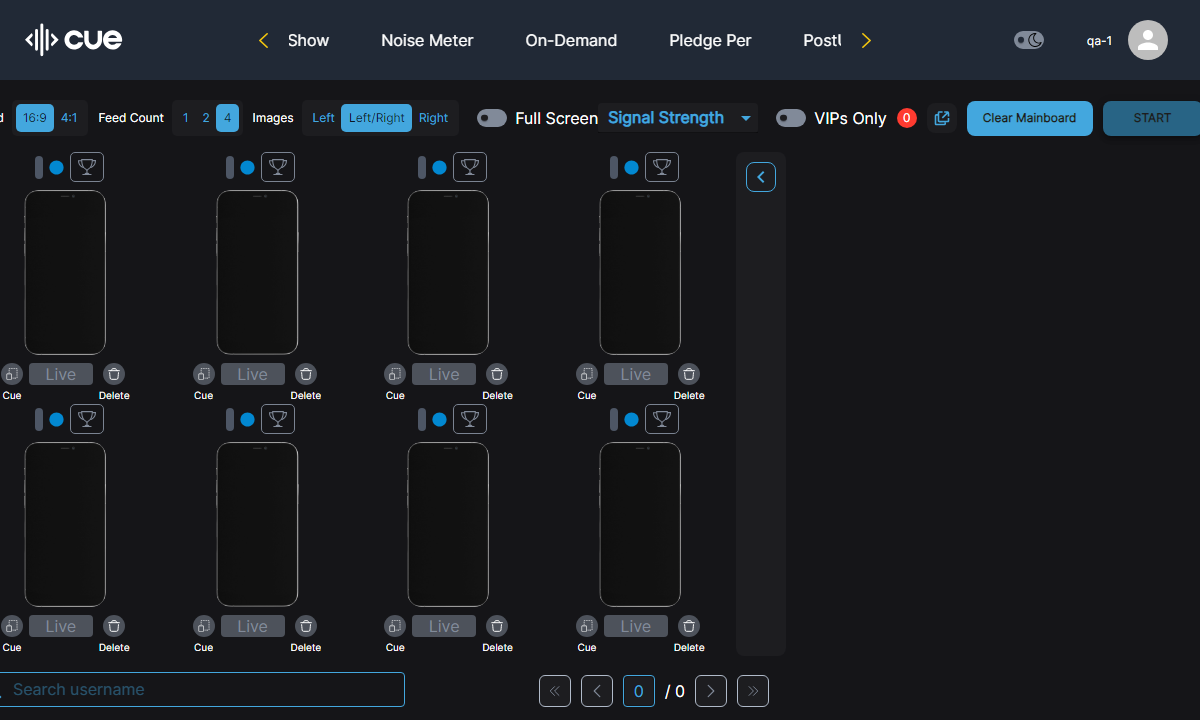 cue
Show
Noise Meter
On-Demand
Pledge Per
qa-1
16:9
4:1
Feed Count
1
2
4
Images
Left
Left/Right
Right
Full Screen
Signal Strength
VIPs Only
0
Clear Mainboard
START
Live
Live
Live
Live
Cue
Delete
Cue
Delete
Cue
Delete
Cue
Delete
Live
Live
Live
Live
Cue
Delete
Cue
Delete
Cue
Delete
Cue
Delete
Search username
0
/ 0